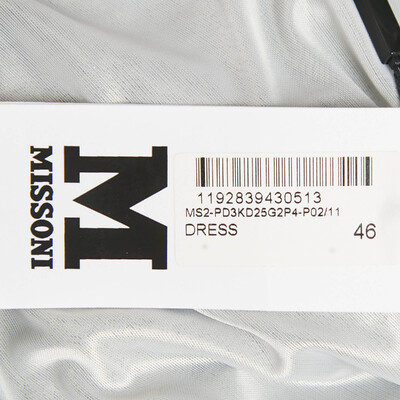 M
MISSONI
1192839430513
MS2-PD3KD25G2P4-P02/11
DRESS 46